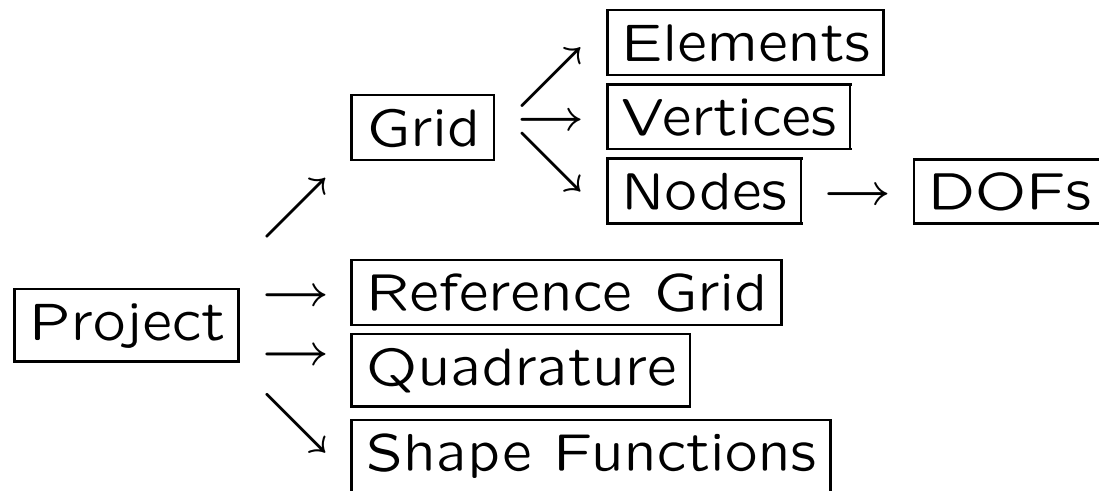 Elements
Grid
Vertices
Nodes
DOFs
Project
Reference Grid
Quadrature
Shape Functions